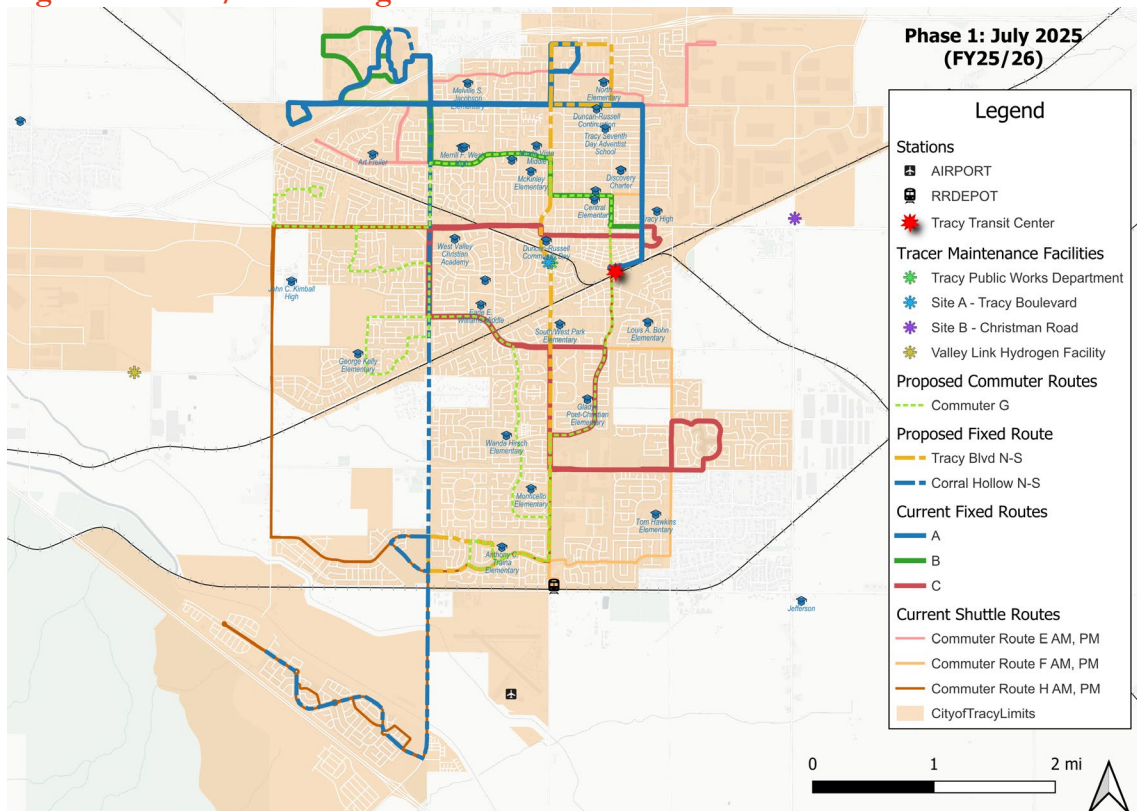 Phase 1: July 2025
(FY25/26)
Legend
Stations
AIRPORT
RRDEPOT
Tracy Transit Center
Tracer Maintenance Facilities
Tracy Public Works Department
Site A - Tracy Boulevard
Site B - Christman Road
Valley Link Hydrogen Facility
Proposed Commuter Routes
Commuter G
Proposed Fixed Route
Tracy Blvd N-S
Corral Hollow N-S
Current Fixed Routes
A
B
C
Current Shuttle Routes
Commuter Route E AM, PM
Commuter Route F AM, PM
Commuter Route H AM, PM
CityofTracyLimits
0 1 2 mi
Melville S.
Jacobson
Elementary
North
Elementary
Duncan-Russell
Continuation
Tracy Seventh
Day Adventist
School
Art Freiler
Merrill F. West
Middle
McKinley
Elementary
Discovery
Charter
Central
Elementary
Tracy High
West Valley
Christian
Academy
Duncan-Russell
Community Day
John C. Kimball
High
Earle E.
Williams Middle
South West Park
Elementary
Louis A. Bohn
Elementary
George Kelly
Elementary
Poet-Christian
Elementary
Wanda Hirsch
Elementary
Monticello
Elementary
Tom Hawkins
Elementary
Anthony C.
Traina
Elementary
Jefferson